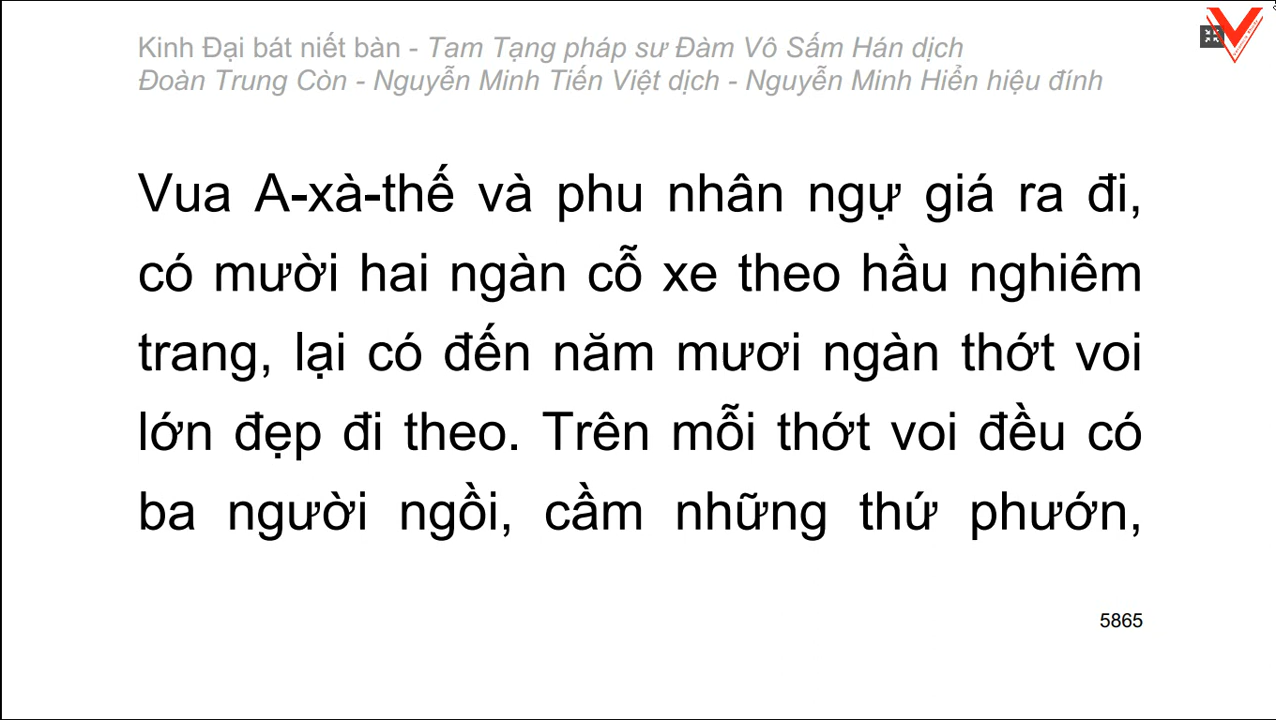 Kinh Đại bát niết bàn - Tam Tạng pháp sư Đàm Vô Sấm Hán dịch
Đoàn Trung Còn - Nguyễn Minh Tiến Việt dịch - Nguyễn Minh Hiển hiệu đính
Vua A-xà-thế và phu nhân ngự giá ra đi,
có mười hai ngàn cỗ xe theo hầu nghiêm
trang, lại có đến năm mươi ngàn thớt voi
lớn đẹp đi theo. Trên mỗi thớt voi đều có
ba người ngồi, cầm những thứ phướn,
5865